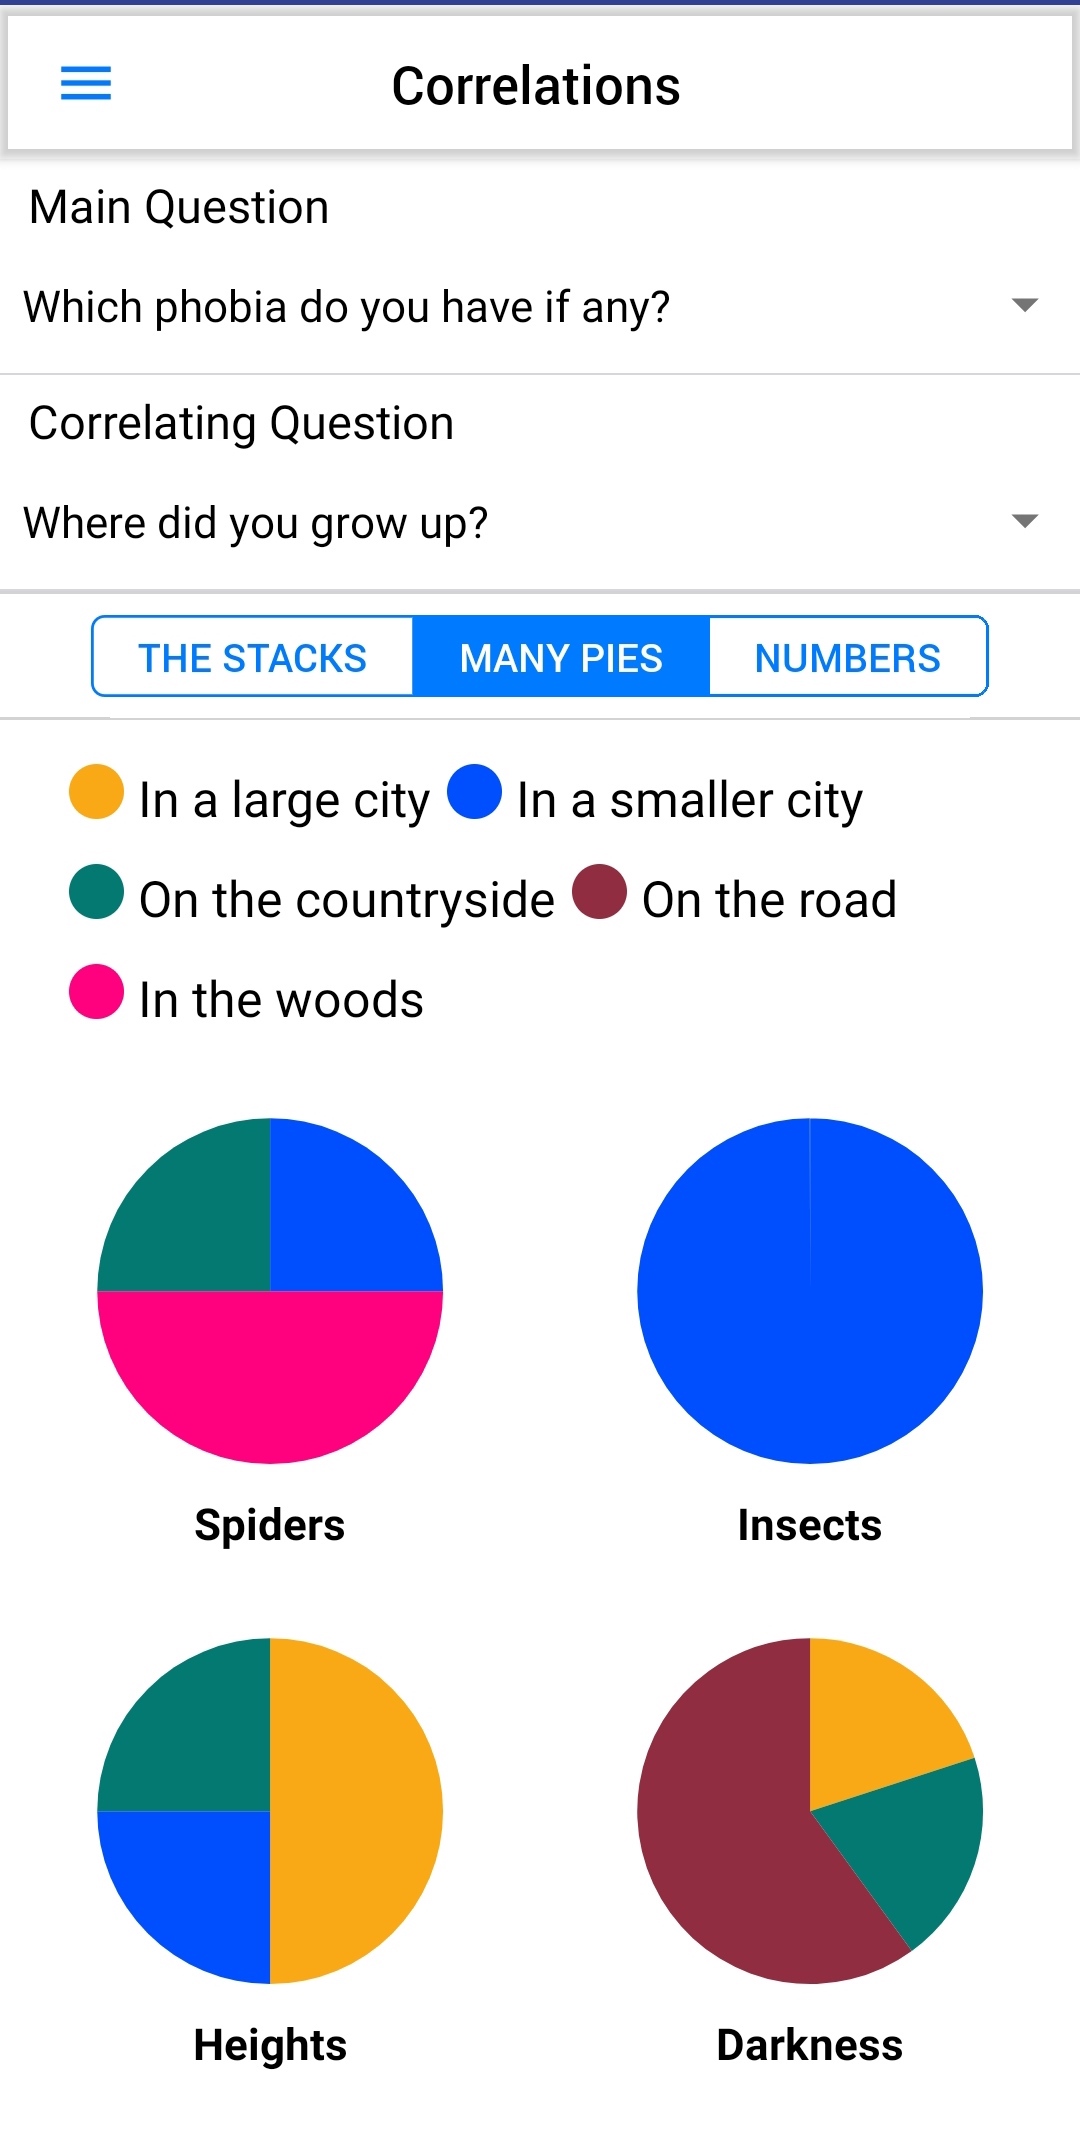 Correlations
Main Question
Which phobia do you have if any?
Correlating Question
Where did you grow up?
THE STACKS MANY PIES NUMBERS
In a large city In a smaller city
On the countryside On the road
In the woods
Spiders Insects
Heights Darkness